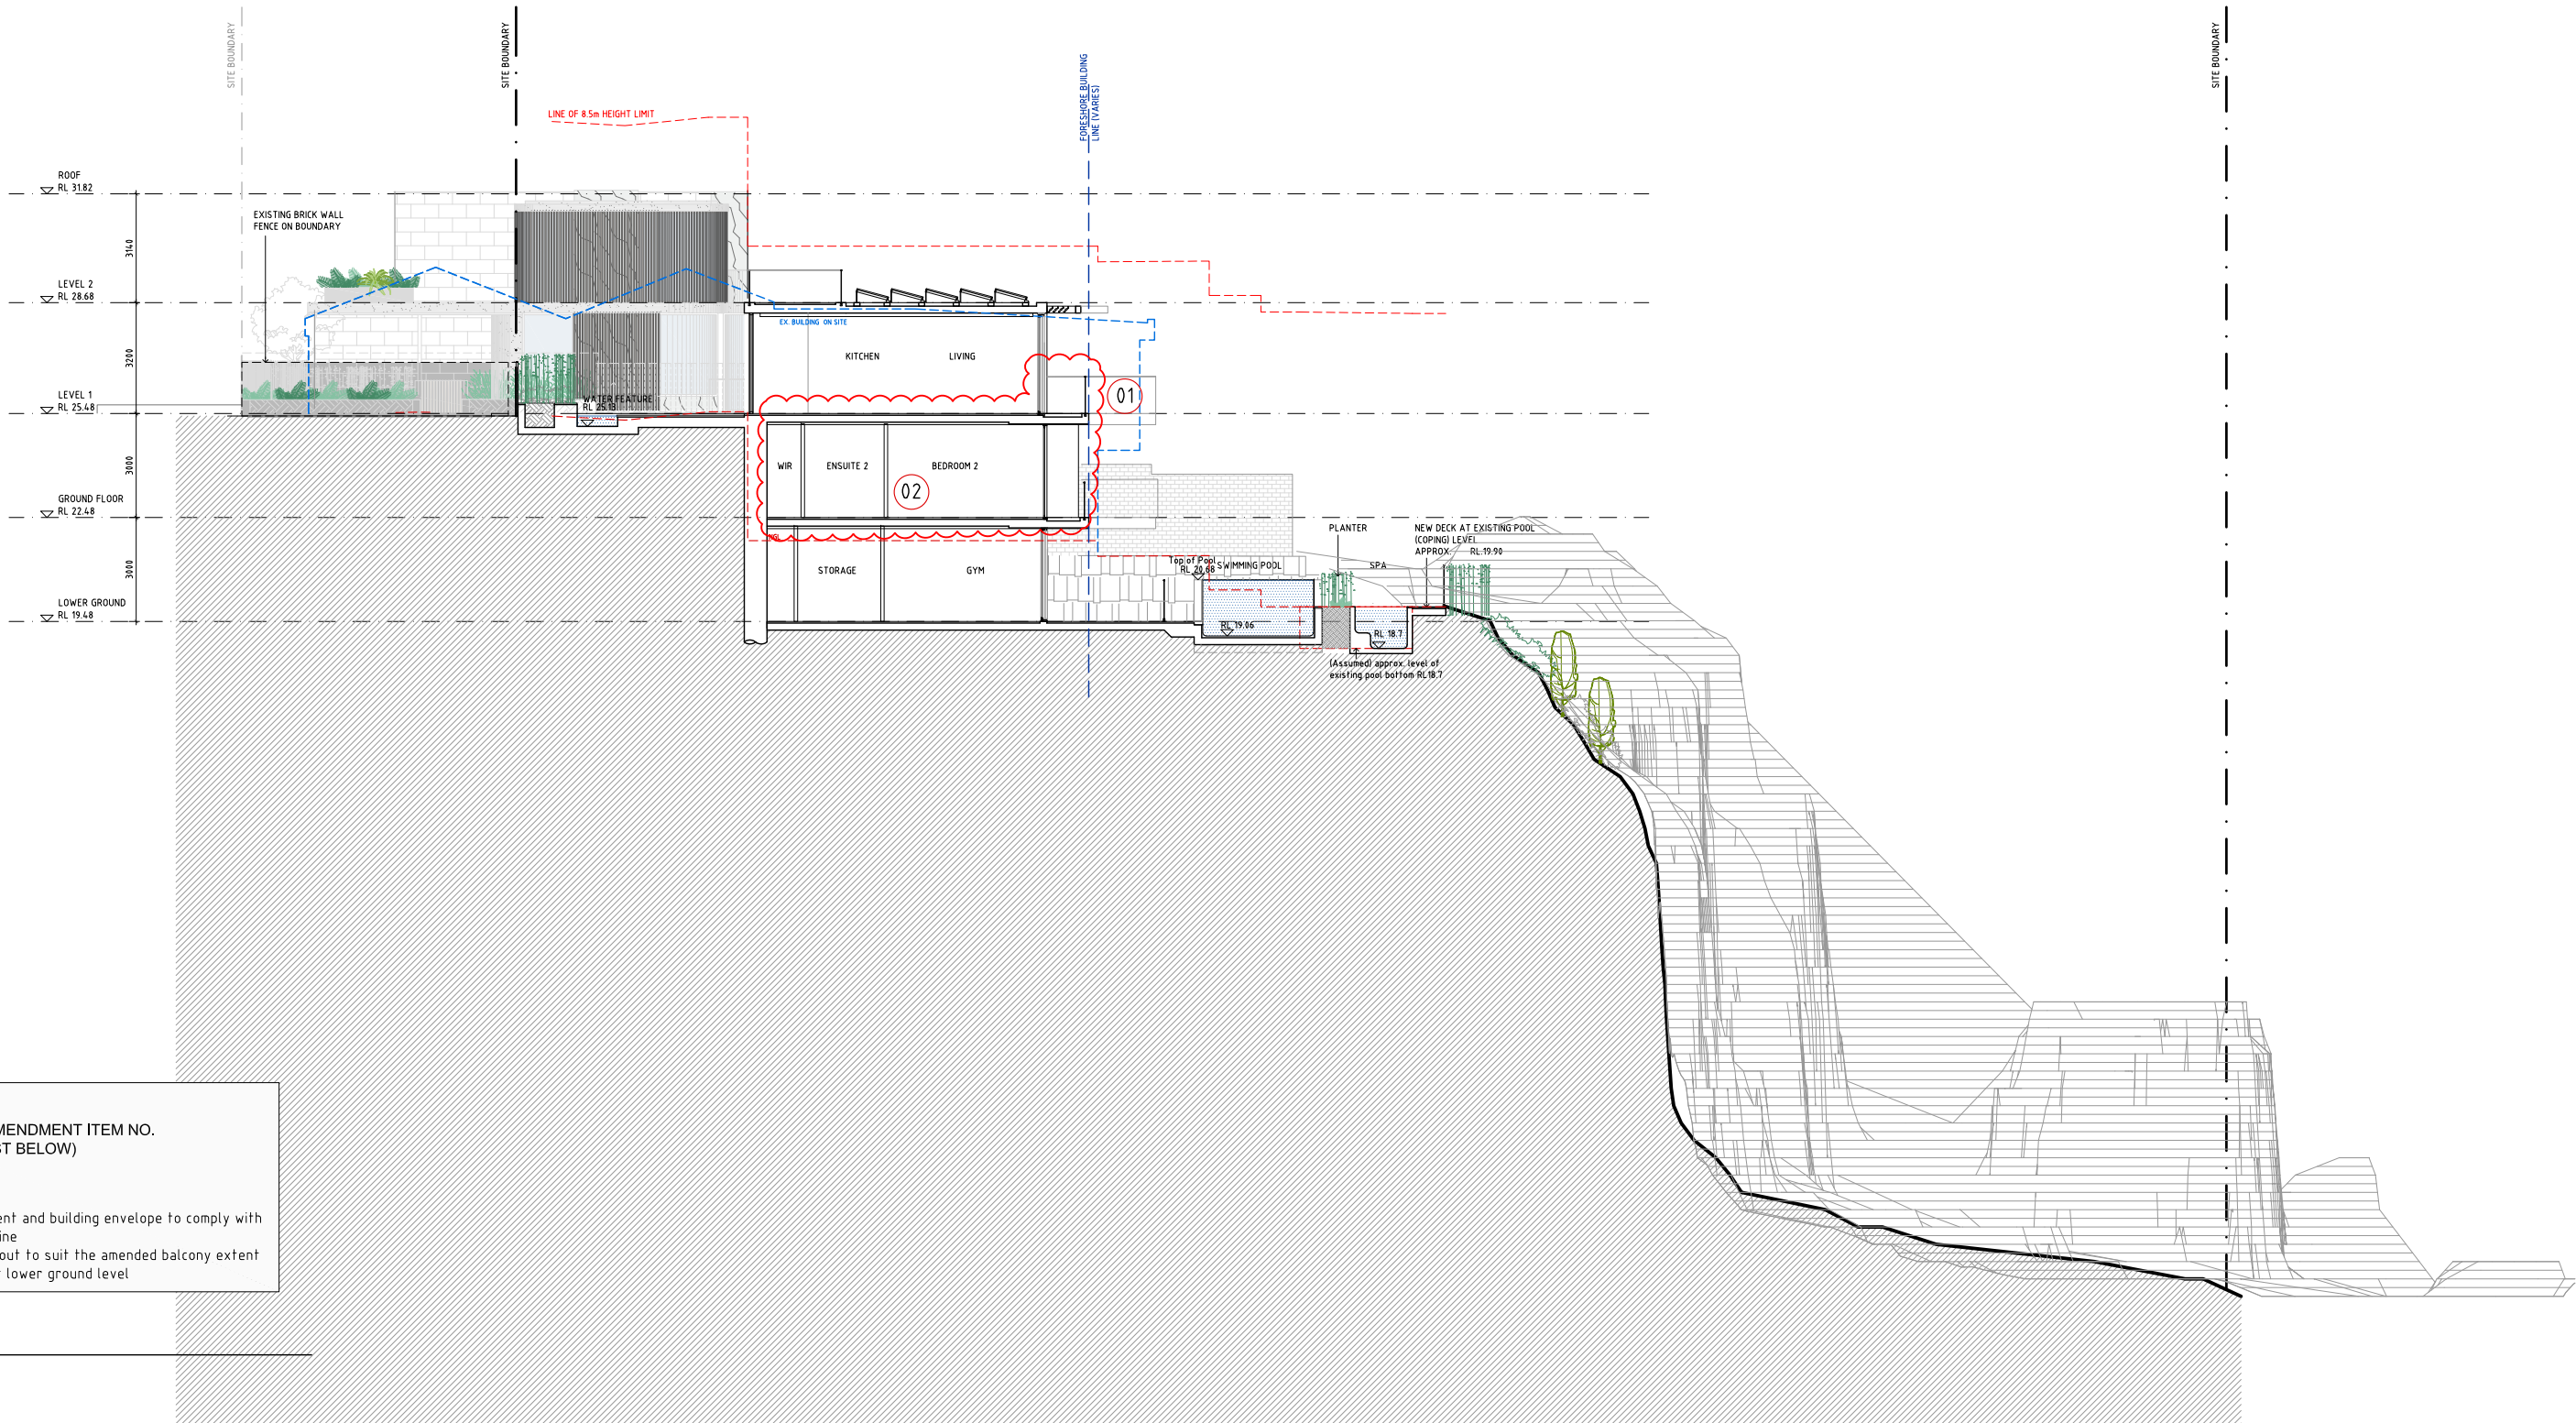 SITE BOUNDARY
SITE BOUNDARY
FORESHORE BUILDING
LINE (VARIES)
SITE BOUNDARY
LINE OF 8.5m HEIGHT LIMIT
ROOF
RL 31.82
EXISTING BRICK WALL
FENCE ON BOUNDARY
3140
LEVEL 2
RL 28.68
EX. BUILDING ON SITE
KITCHEN
LIVING
3200
LEVEL 1
RL 25.48
WATER FEATURE
RL 25.13
01
WIR
ENSUITE 2
BEDROOM 2
02
3000
GROUND FLOOR
RL 22.48
NGL
PLANTER
NEW DECK AT EXISTING POOL
(COPING) LEVEL
APPROX. RL.19.90
Top of Pool
RL 20.68
SWIMMING POOL
SPA
STORAGE
GYM
3000
LOWER GROUND
RL 19.48
RL 19.06
RL 18.7
(Assumed) approx. level of
existing pool bottom RL18.7
MENDMENT ITEM NO.
ST BELOW)
ent and building envelope to comply with
ine
out to suit the amended balcony extent
lower ground level